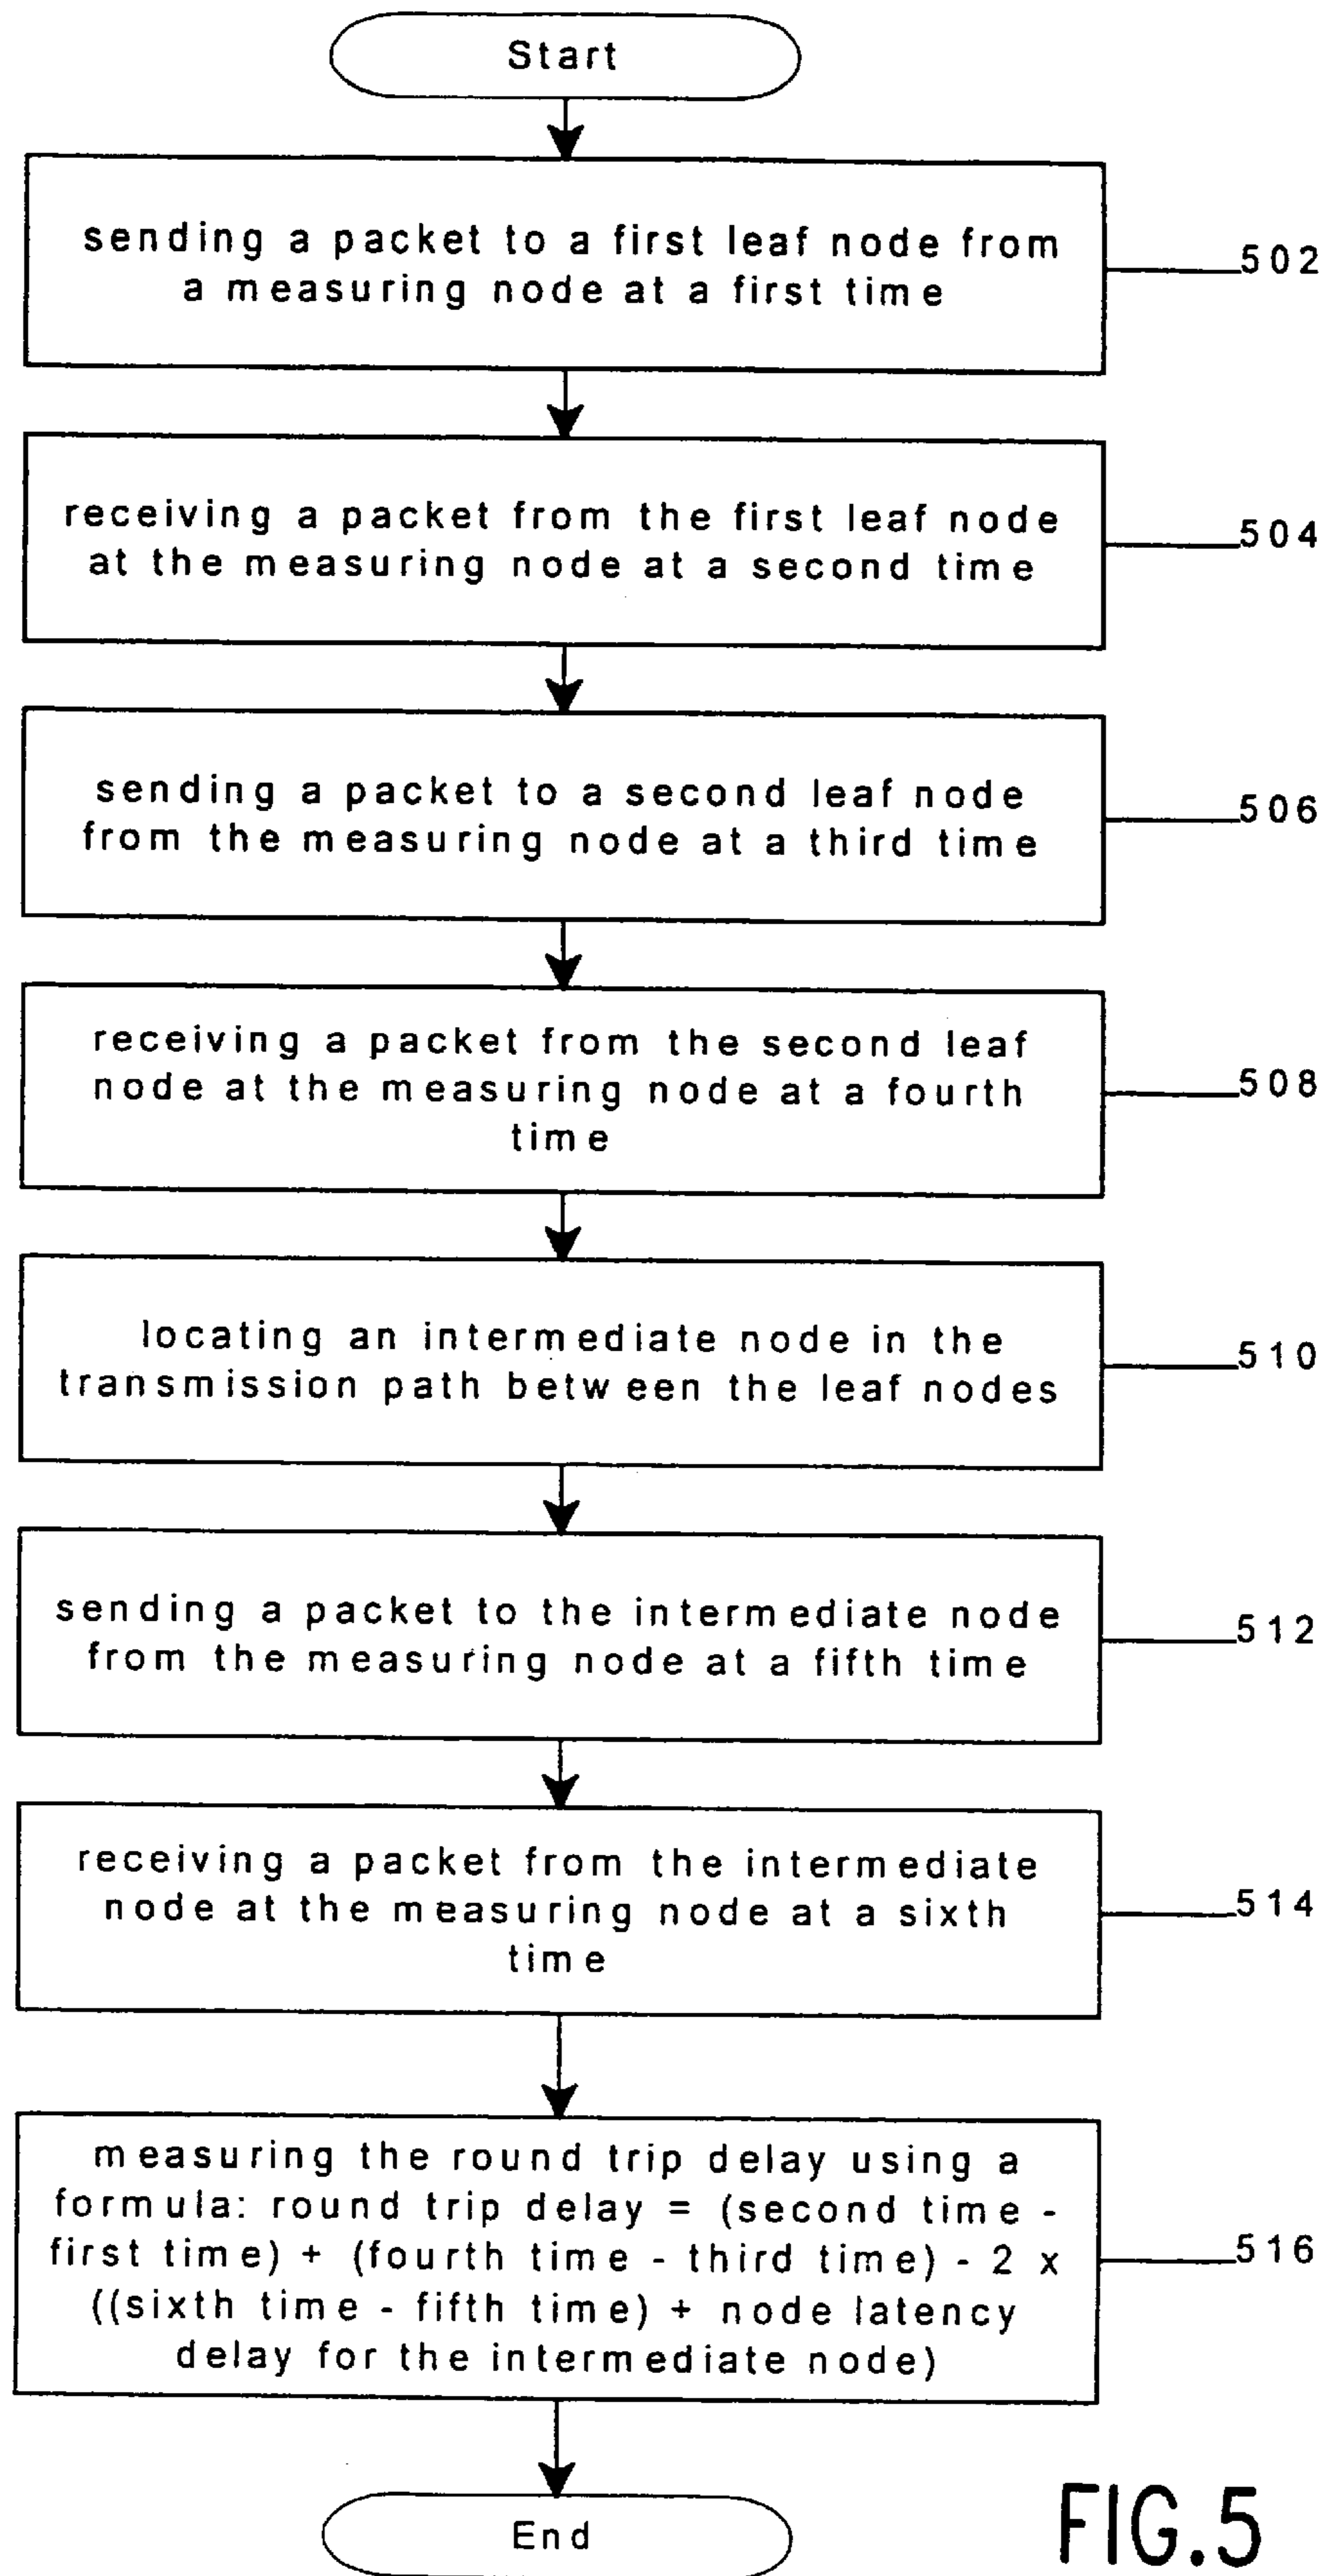 Start
sending a packet to a first leaf node from
a measuring node at a first time
502
receiving a packet from the first leaf node
at the measuring node at a second time
504
sending a packet to a second leaf node
from the measuring node at a third time
506
receiving a packet from the second leaf
node at the measuring node at a fourth
time
508
locating an intermediate node in the
transmission path between the leaf nodes
510
sending a packet to the intermediate node
from the measuring node at a fifth time
512
receiving a packet from the intermediate
node at the measuring node at a sixth
time
514
measuring the round trip delay using a
formula: round trip delay = (second time -
first time) + (fourth time - third time) - 2 x
((sixth time - fifth time) + node latency
delay for the intermediate node)
516
End
FIG.5